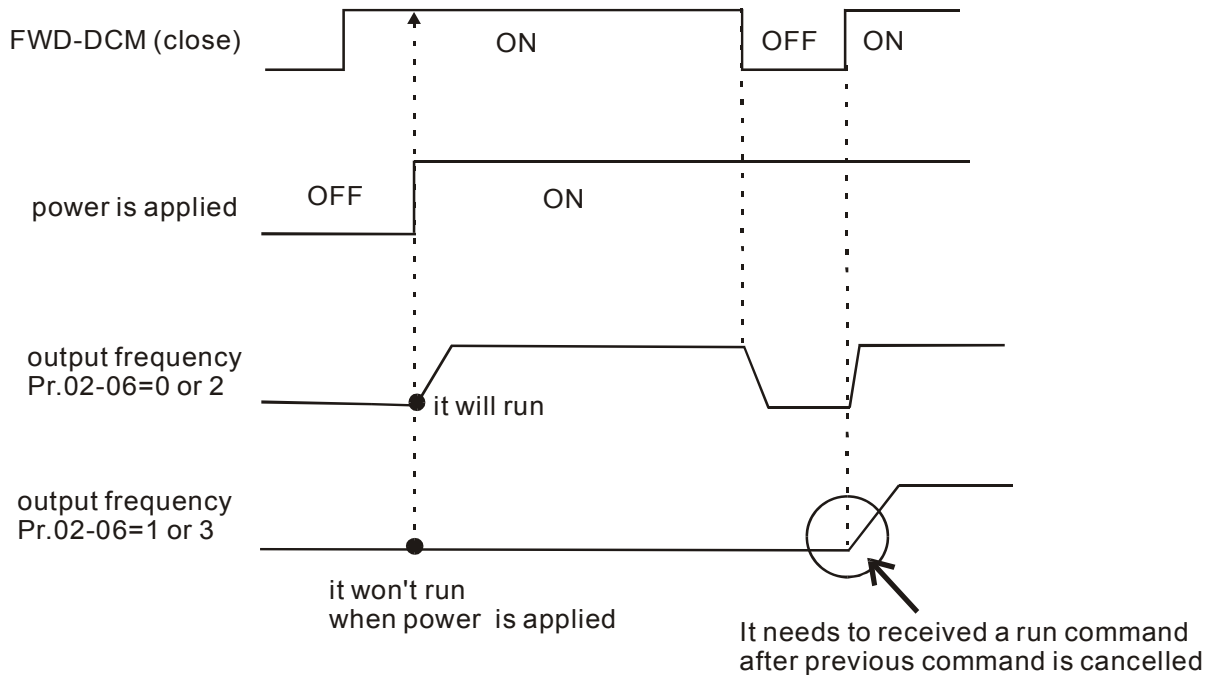 FWD-DCM (close)
ON
OFF
ON
power is applied
OFF
ON
output frequency
Pr.02-06=0 or 2
it will run
output frequency
Pr.02-06=1 or 3
it won't run
when power is applied
It needs to received a run command
after previous command is cancelled